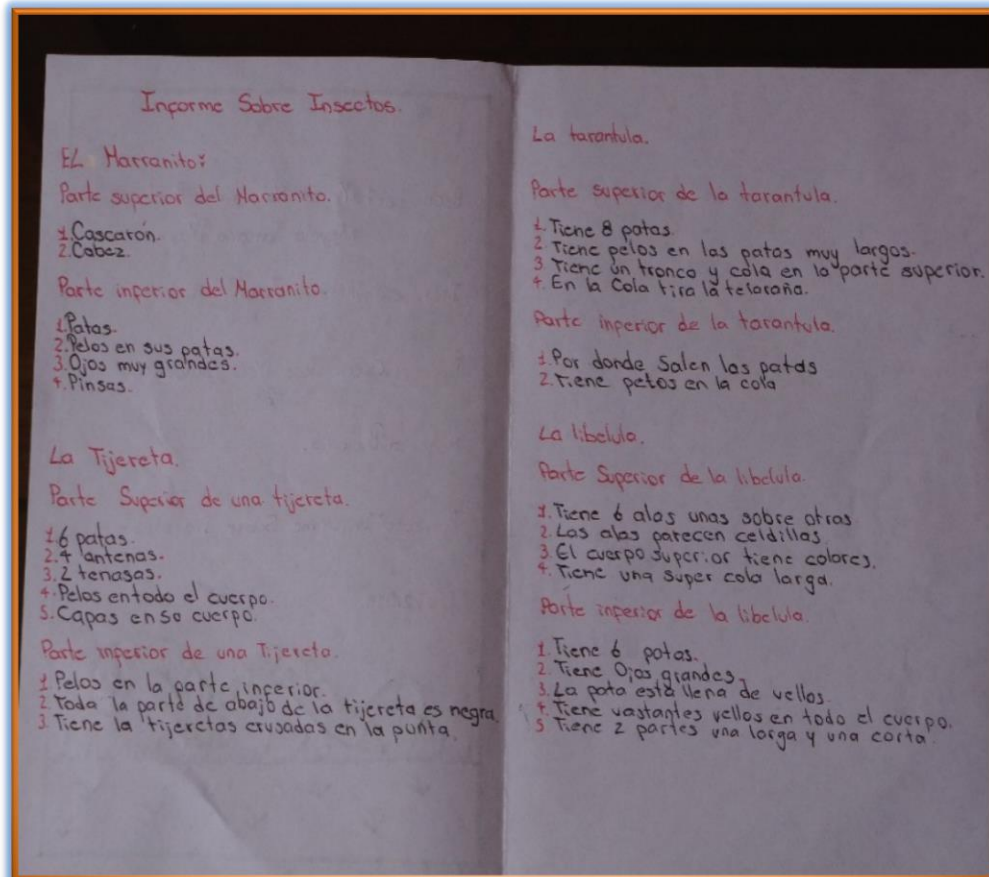 Informe Sobre Insectos.
EL Marranito:
Parte superior del Marranito.
1. Cascarón.
2. Cabez.
Parte inferior del Marranito.
1. Patas.
2. Pelos en sus patas.
3. Ojos muy grandes.
4. Pinsas.
La Tijereta.
Parte Superior de una tijereta.
1. 6 patas.
2. 4 antenas.
3. 2 tenasas.
4. Pelos en todo el cuerpo.
5. Capas en so cuerpo.
Parte inferior de una Tijereta.
1 Pelos en la parte inferior.
2 Toda la parte de abajo de la tijereta es negra.
3 Tiene la tijeretas crusadas en la punta.
La tarantula.
Parte superior de la tarantula.
1. Tiene 8 patas.
2 Tiene pelos en las patas muy largos.
3 Tiene un tronco y cola en la parte superior.
4. En la Cola tira la telaraña.
Parte inferior de la tarantula.
1. Por donde Salen las patas
2. Tiene pelos en la cola
La libelula.
Parte Superior de la libelula.
1. Tiene 6 alas unas sobre otras
2. Las alas parecen celdillas
3. El cuerpo superior tiene colores.
4. Tiene una super cola larga.
Parte inferior de la libelula.
1. Tiene 6 patas.
2. Tiene Ojos grandes.
3. La pata está llena de vellos.
4. Tiene vastantes vellos en todo el cuerpo.
5 Tiene 2 partes una larga y una corta.